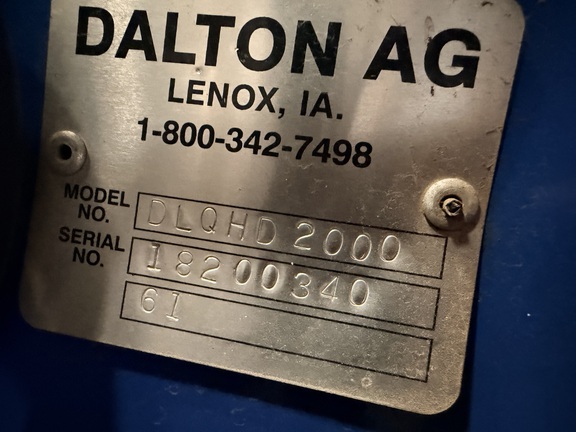 DALTON AG
LENOX, IA.
1-800-342-7498
MODEL NO. DLQHD 2000
SERIAL NO. 18200340
61